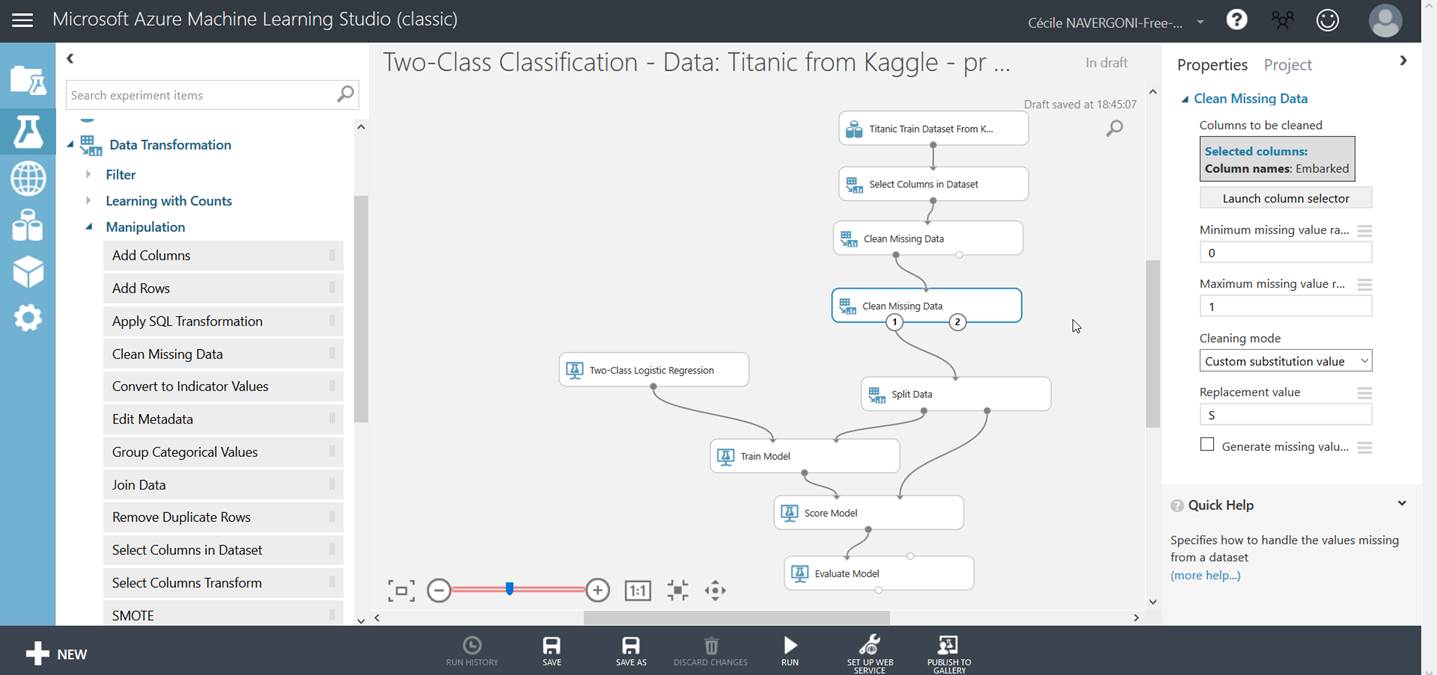 Microsoft Azure Machine Learning Studio (classic)
Cécile NAVERGONI-Free-...
?
Search experiment items
Data Transformation
Filter
Learning with Counts
Manipulation
Add Columns
Add Rows
Apply SQL Transformation
Clean Missing Data
Convert to Indicator Values
Edit Metadata
Group Categorical Values
Join Data
Remove Duplicate Rows
Select Columns in Dataset
Select Columns Transform
SMOTE
Two-Class Classification - Data: Titanic from Kaggle - pr ...
In draft
Draft saved at 18:45:07
Titanic Train Dataset From K...
Select Columns in Dataset
Clean Missing Data
Clean Missing Data
1
2
Two-Class Logistic Regression
Split Data
Train Model
Score Model
Evaluate Model
1:1
Properties Project
Clean Missing Data
Columns to be cleaned
Selected columns:
Column names: Embarked
Launch column selector
Minimum missing value ra...
0
Maximum missing value r...
1
Cleaning mode
Custom substitution value
Replacement value
S
Generate missing valu...
? Quick Help
Specifies how to handle the values missing
from a dataset
(more help...)
NEW
RUN HISTORY
SAVE
SAVE AS
DISCARD CHANGES
RUN
SET UP WEB
SERVICE
PUBLISH TO
GALLERY